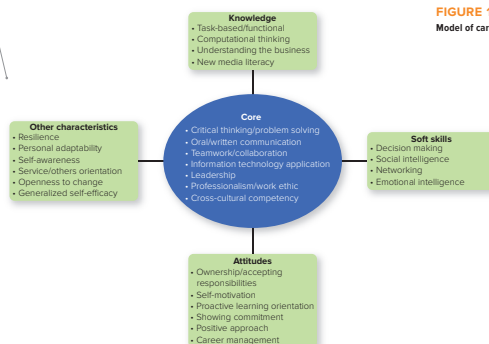 FIGURE
Model of car
Knowledge
• Task-based/functional
• Computational thinking
• Understanding the business
• New media literacy
Other characteristics
• Resilience
• Personal adaptability
• Self-awareness
• Service/others orientation
• Openness to change
• Generalized self-efficacy
Core
• Critical thinking/problem solving
• Oral/written communication
• Teamwork/collaboration
• Information technology application
• Leadership
• Professionalism/work ethic
• Cross-cultural competency
Soft skills
• Decision making
• Social intelligence
• Networking
• Emotional intelligence
Attitudes
• Ownership/accepting
responsibilities
• Self-motivation
• Proactive learning orientation
• Showing commitment
• Positive approach
• Career management